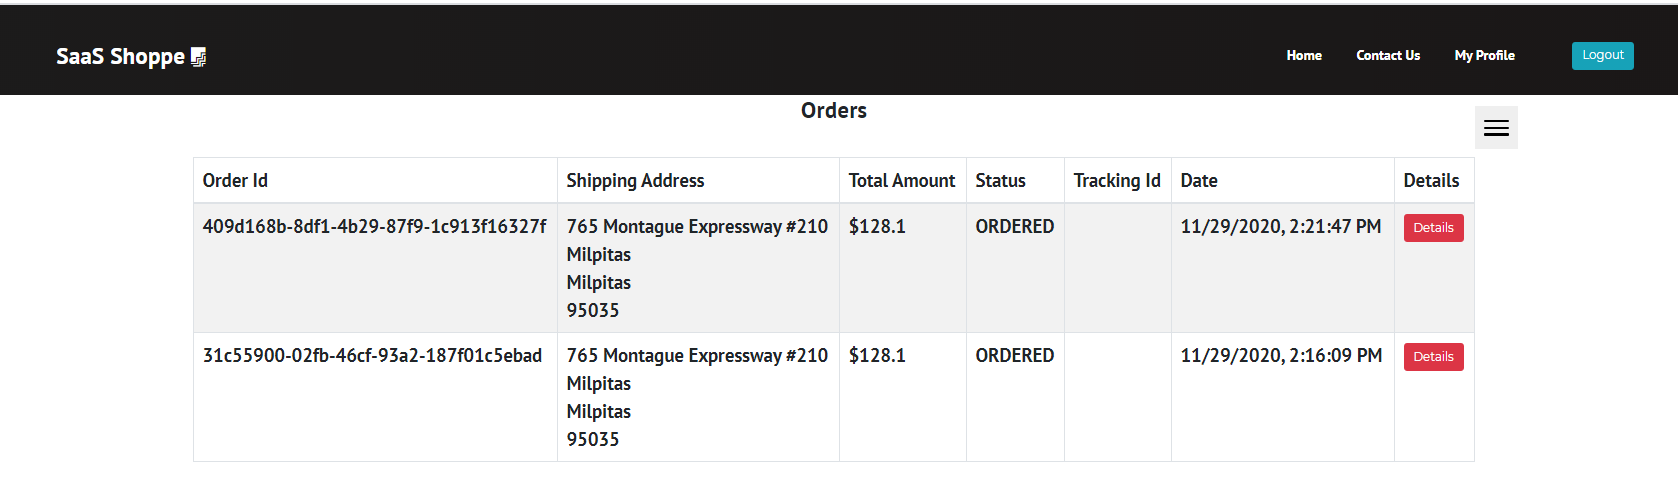 SaaS Shoppe
Home Contact Us My Profile Logout
Orders
Order Id Shipping Address Total Amount Status Tracking Id Date Details
409d168b-8df1-4b29-87f9-1c913f16327f 765 Montague Expressway #210 $128.1 ORDERED 11/29/2020, 2:21:47 PM Details
Milpitas
Milpitas
95035
31c55900-02fb-46cf-93a2-187f01c5ebad 765 Montague Expressway #210 $128.1 ORDERED 11/29/2020, 2:16:09 PM Details
Milpitas
Milpitas
95035